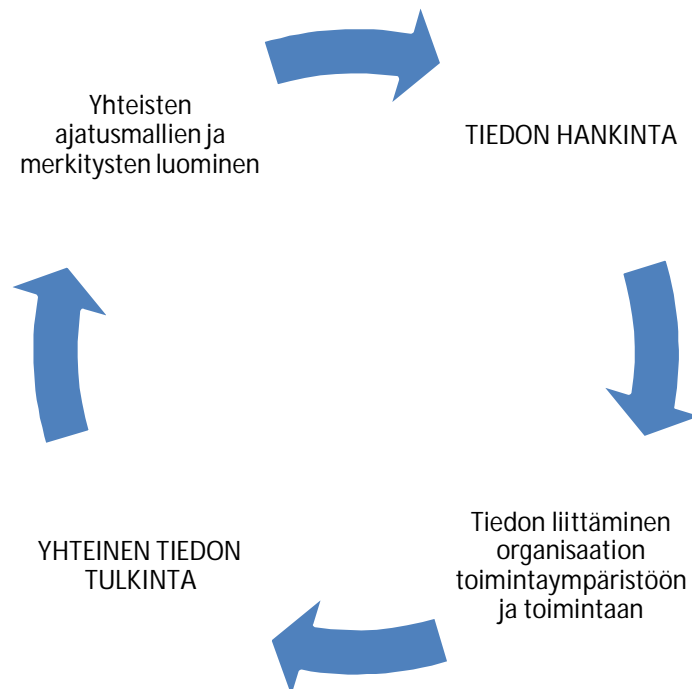 Yhteisten
ajatusmallien ja
merkitysten luominen
TIEDON HANKINTA
Tiedon liittäminen
organisaation
toimintaympäristöön
ja toimintaan
YHTEINEN TIEDON
TULKINTA